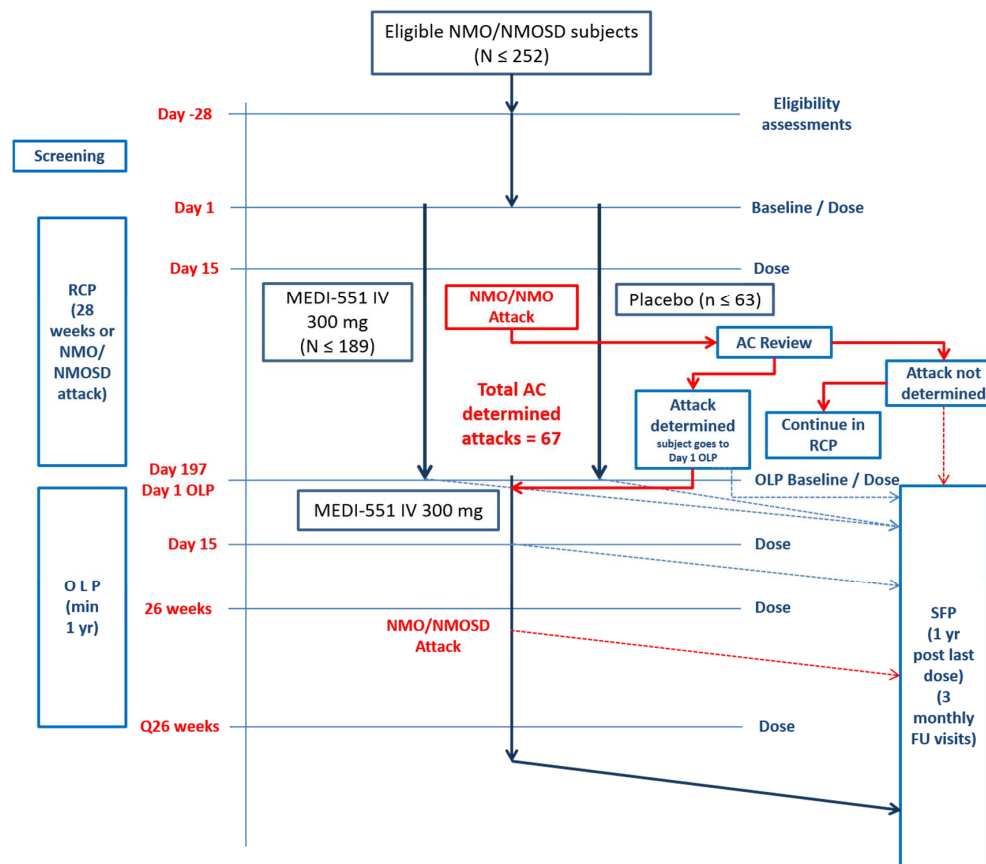 Eligible NMO/NMOSD subjects
(N ≤ 252)
Day -28
Eligibility
assessments
Screening
Day 1
Baseline / Dose
Day 15
Dose
RCP
(28
weeks or
NMO/
NMOSD
attack)
MEDI-551 IV
300 mg
(N ≤ 189)
NMO/NMO
Attack
Placebo (n ≤ 63)
AC Review
Attack not
determined
Total AC
determined
attacks = 67
Attack
determined
subject goes to
Day 1 OLP
Continue in
RCP
Day 197
Day 1 OLP
OLP Baseline / Dose
MEDI-551 IV 300 mg
Day 15
Dose
O L P
(min
1 yr)
26 weeks
Dose
NMO/NMOSD
Attack
SFP
(1 yr
post last
dose)
(3
monthly
FU visits)
Q26 weeks
Dose